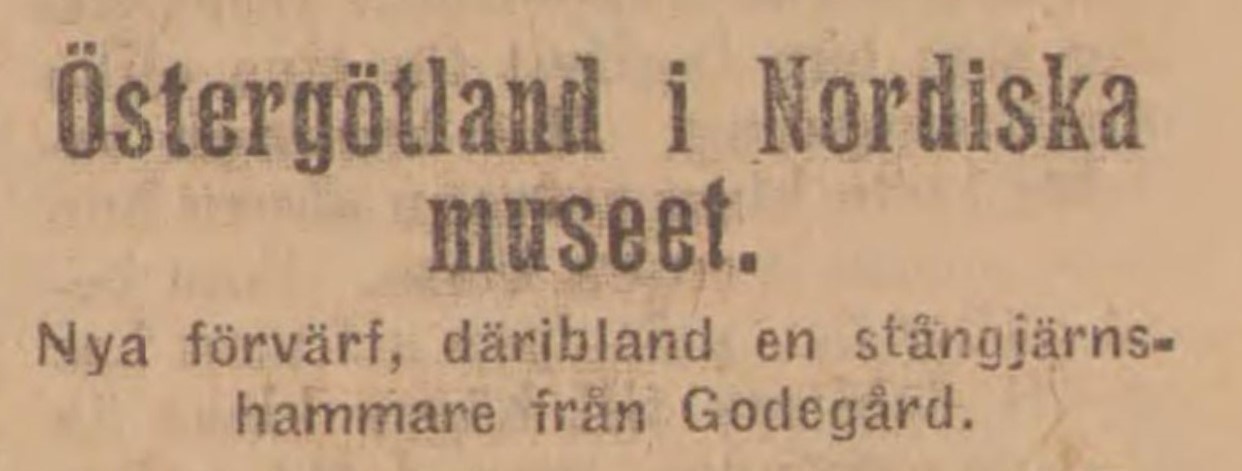 Östergötland i Nordiska
museet.
Nya förvärf, däribland en stångjärns-
hammare från Godegård.